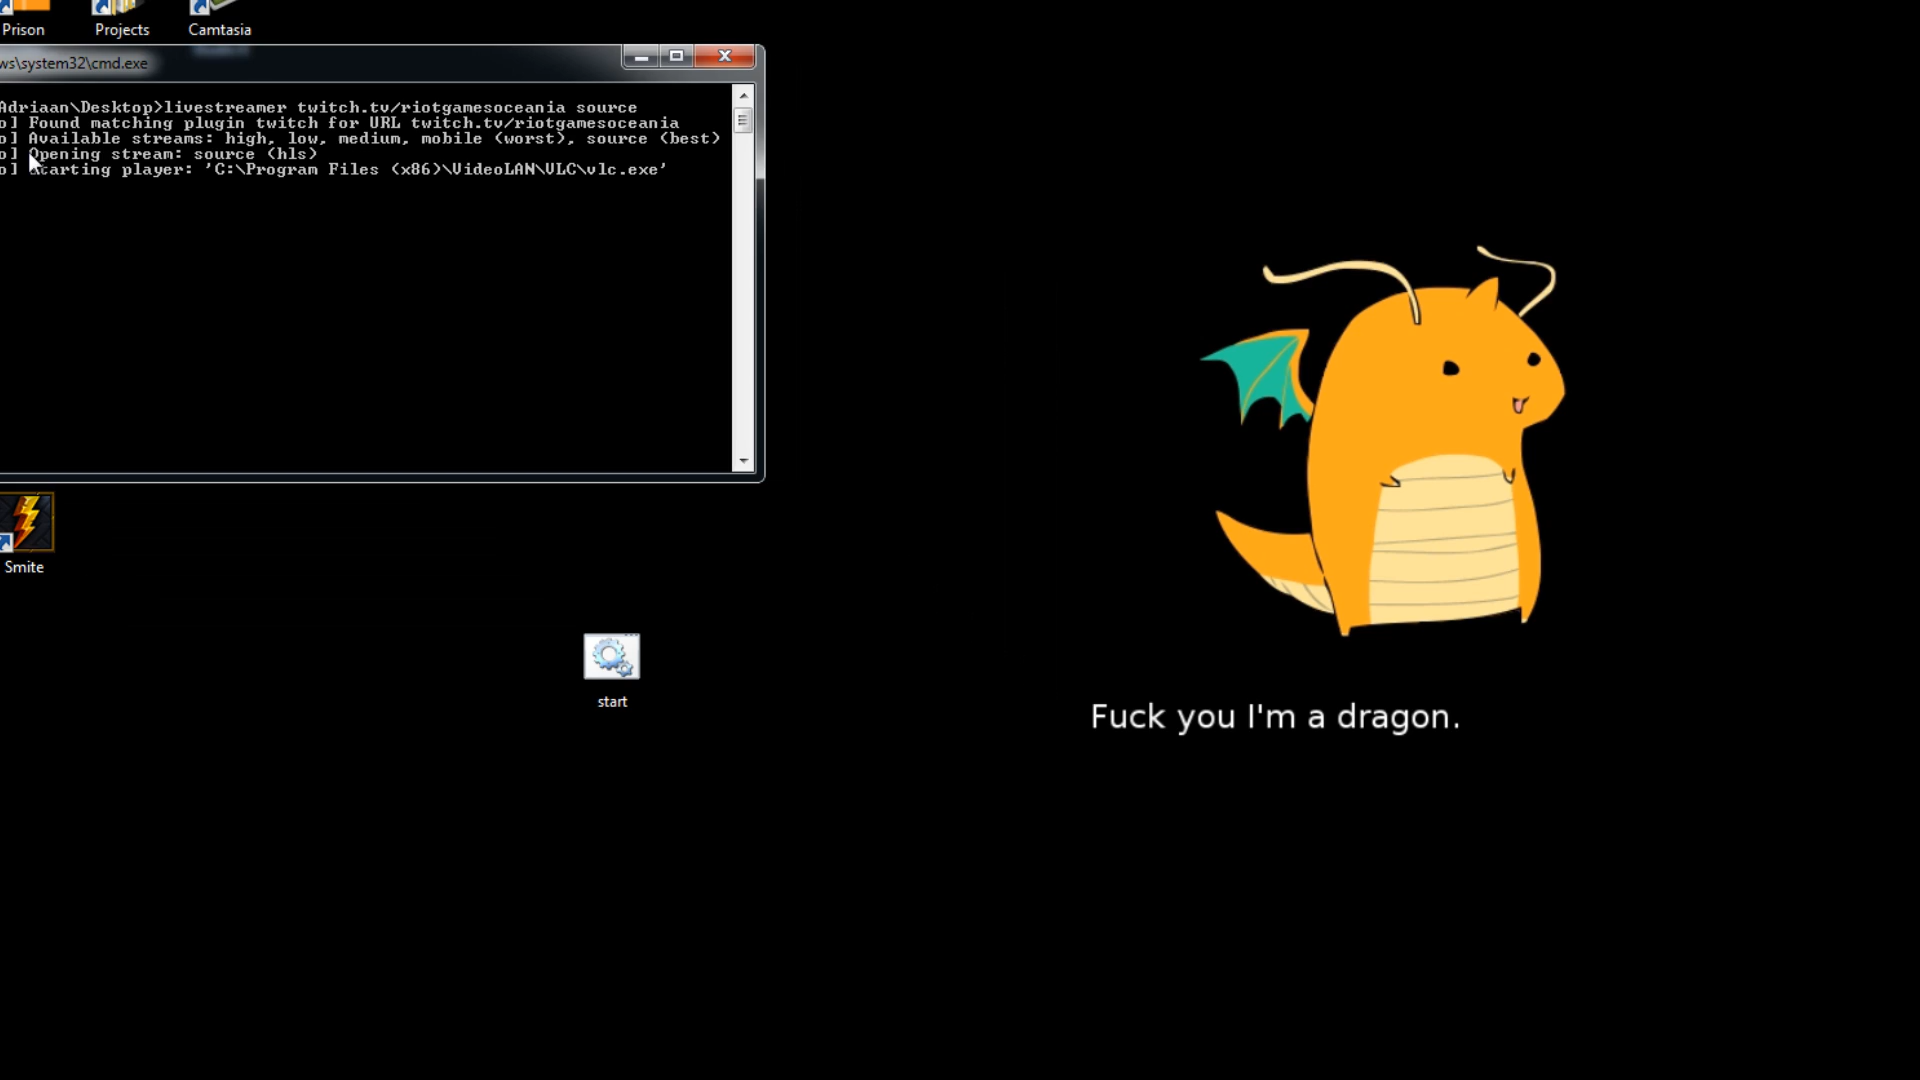 Prison
Projects
Camtasia
ws\system32\cmd.exe
Adriaan\Desktop>livestreamer twitch.tv/riotgamesoceania source
o] Found matching plugin twitch for URL twitch.tv/riotgamesoceania
o] Available streams: high, low, medium, mobile (worst), source (best)
o] Opening stream: source (hls)
o] Starting player: 'C:\Program Files (x86)\VideoLAN\VLC\vlc.exe'
Smite
start
Fuck you I'm a dragon.